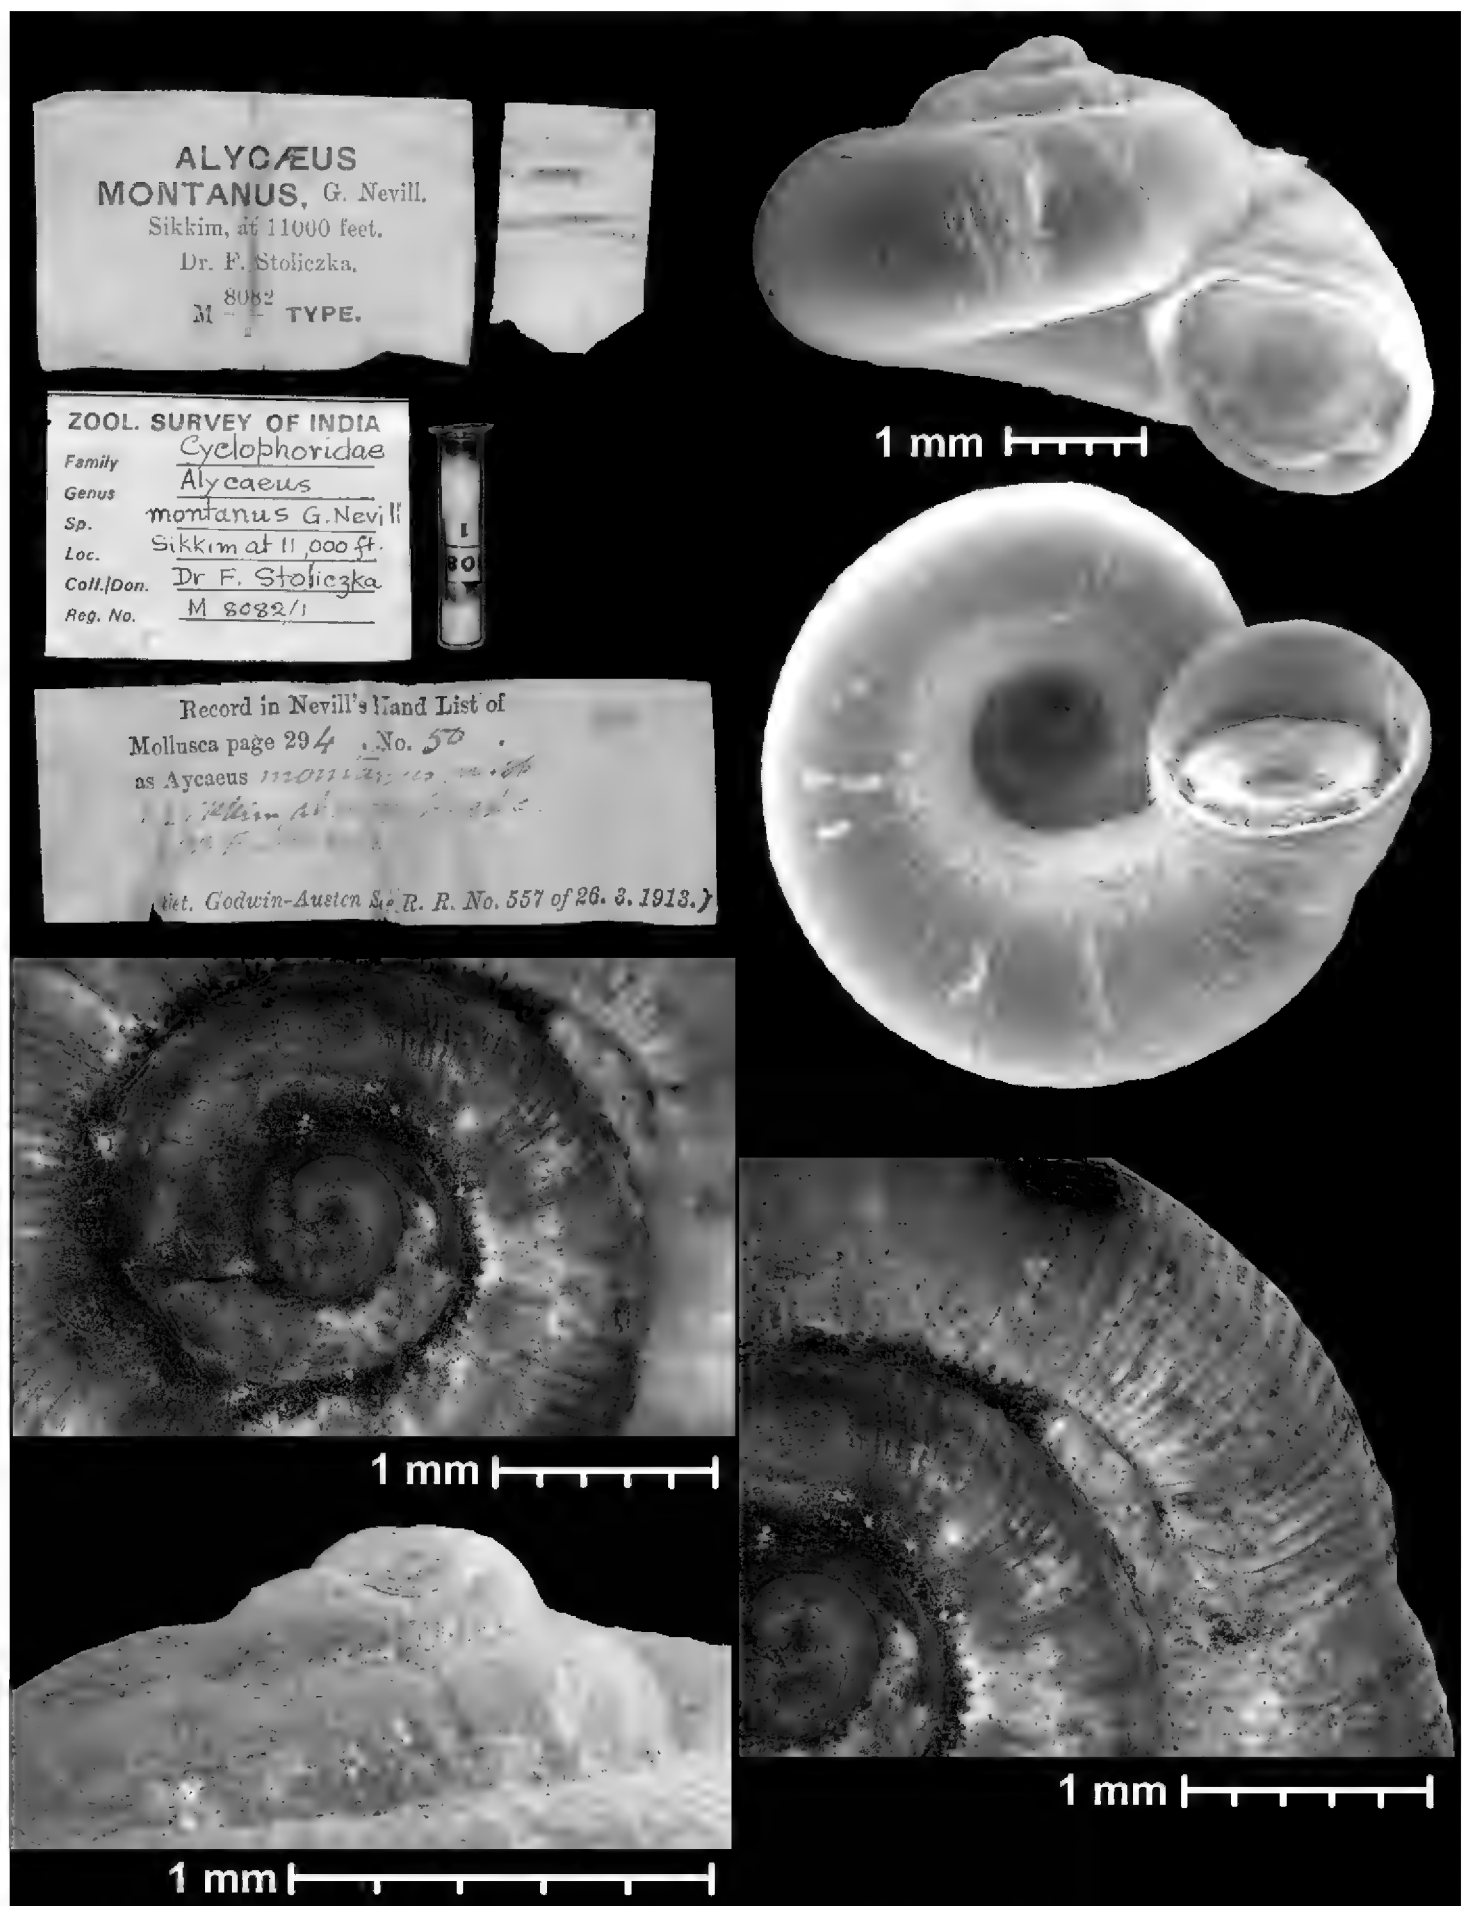 ALYCÆUS
MONTANUS, G. Nevill.
Sikkim, at 11000 feet.
Dr. F. Stoliczka.
M 8082 TYPE.
ZOOL. SURVEY OF INDIA
Family Cyclophoridae
Genus Alycaeus
Sp. montanus G. Nevill
Loc. Sikkim at 11,000 ft.
Coll./Don. Dr F. Stoliczka
Reg. No. M 8082/1
1
80
Record in Nevill's Hand List of
Mollusca page 294. No. 50.
as Aycaeus montanus
Godwin-Austen R. R. No. 557 of 26. 3. 1913.)
1 mm
1 mm
1 mm
1 mm